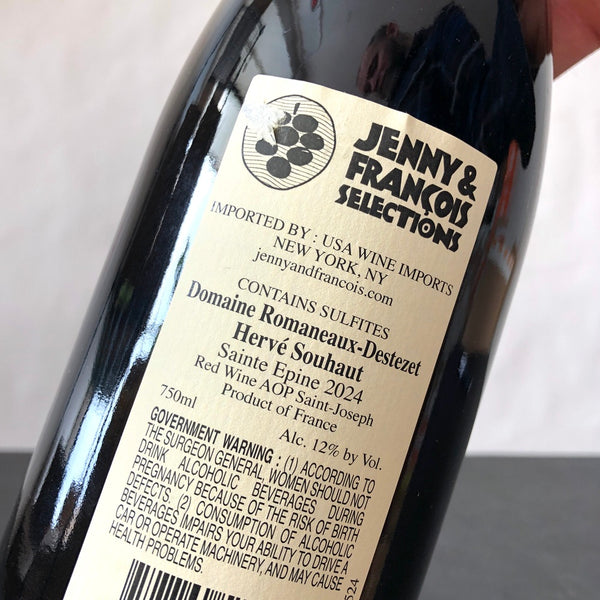 JENNY &
FRANÇOIS
SELECTIONS
IMPORTED BY : USA WINE IMPORTS
NEW YORK, NY
jennyandfrancois.com
CONTAINS SULFITES
Domaine Romaneaux-Destezet
Hervé Souhaut
Sainte Epine 2024
Red Wine AOP Saint-Joseph
Product of France
750ml Alc. 12% by Vol.
GOVERNMENT WARNING : (1) ACCORDING TO
THE SURGEON GENERAL, WOMEN SHOULD NOT
DRINK ALCOHOLIC BEVERAGES DURING
PREGNANCY BECAUSE OF THE RISK OF BIRTH
DEFECTS. (2) CONSUMPTION OF ALCOHOLIC
BEVERAGES IMPAIRS YOUR ABILITY TO DRIVE A
CAR OR OPERATE MACHINERY, AND MAY CAUSE
HEALTH PROBLEMS.